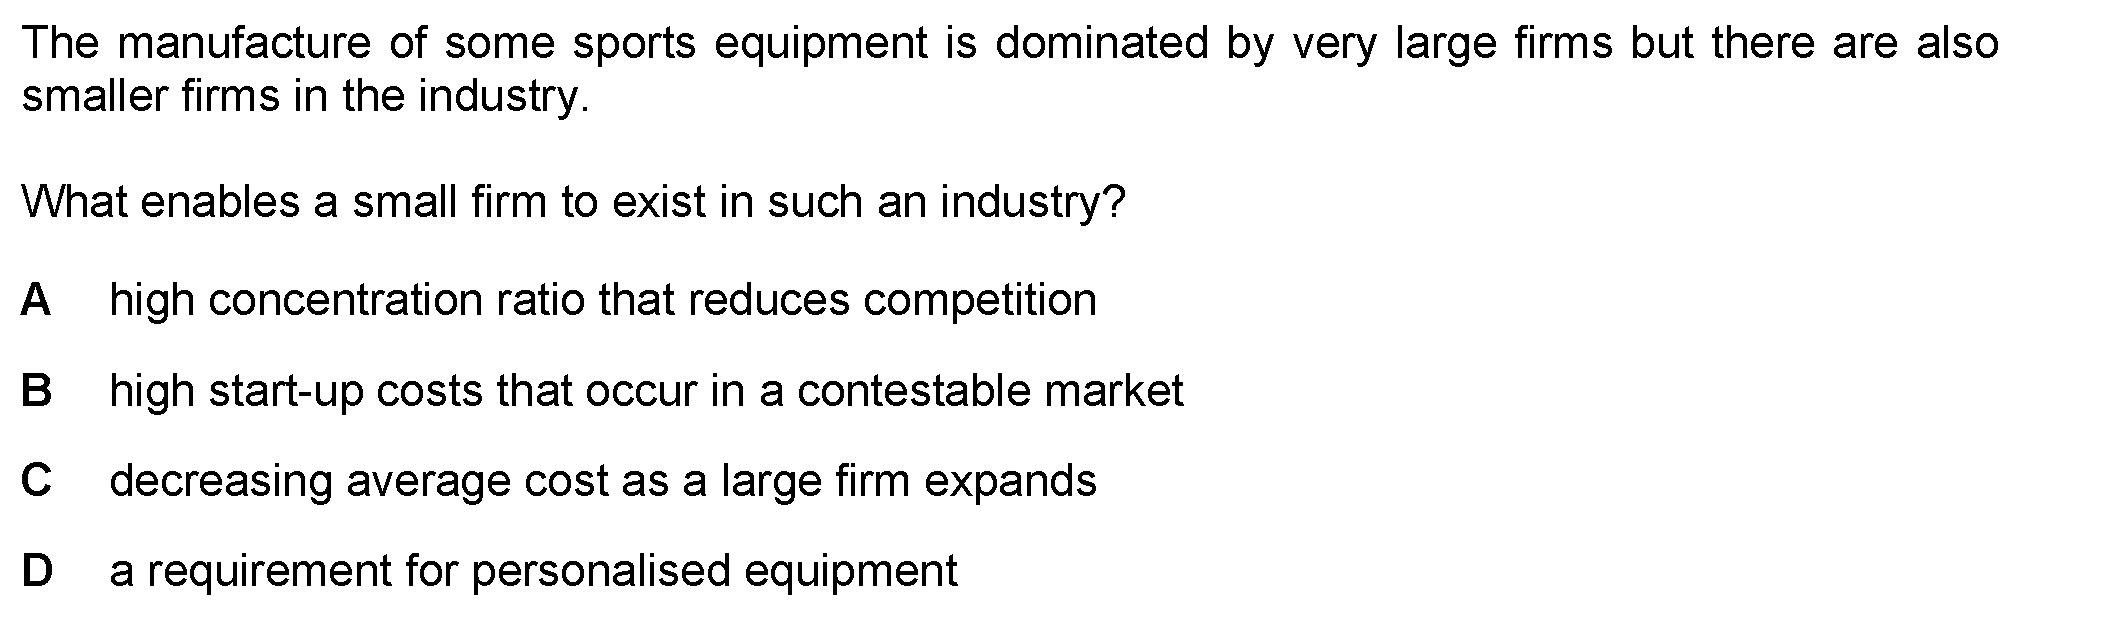 The manufacture of some sports equipment is dominated by very large firms but there are also
smaller firms in the industry.
What enables a small firm to exist in such an industry?
A high concentration ratio that reduces competition
B high start-up costs that occur in a contestable market
C decreasing average cost as a large firm expands
D a requirement for personalised equipment